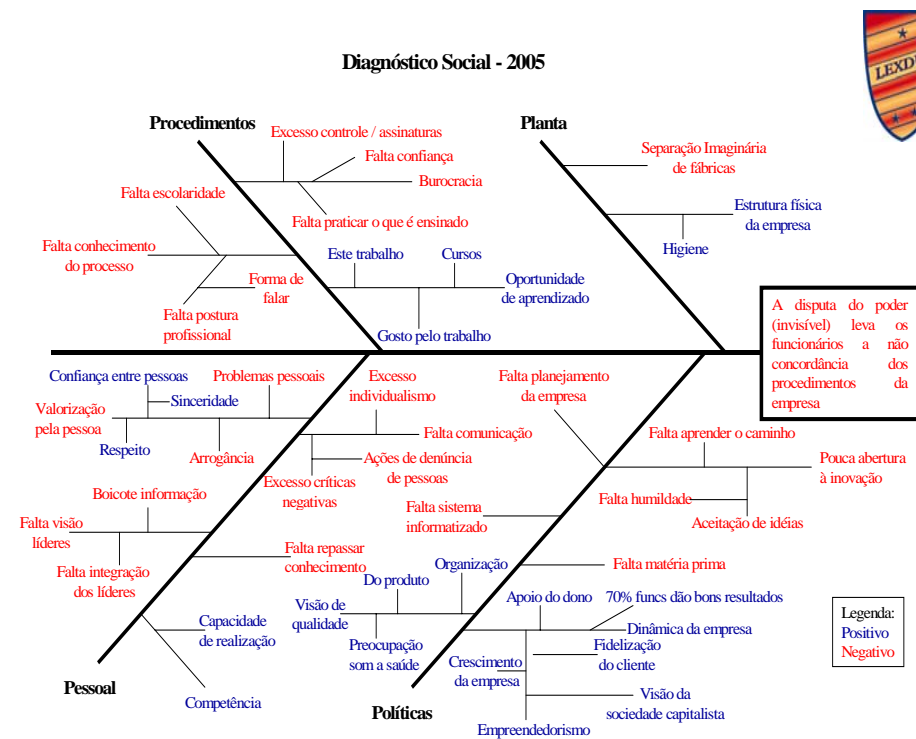 Diagnóstico Social - 2005
LEXD
Procedimentos
Excesso controle / assinaturas
Falta confiança
Burocracia
Falta praticar o que é ensinado
Falta escolaridade
Falta conhecimento
do processo
Forma de
falar
Falta postura
profissional
Este trabalho
Cursos
Oportunidade
de aprendizado
Gosto pelo trabalho
Planta
Separação Imaginária
de fábricas
Estrutura física
da empresa
Higiene
A disputa do poder
(invisível) leva os
funcionários a não
concordância dos
procedimentos da
empresa
Confiança entre pessoas
Sinceridade
Problemas pessoais
Valorização
pela pessoa
Respeito
Arrogância
Excesso
individualismo
Falta comunicação
Ações de denúncia
de pessoas
Excesso críticas
negativas
Boicote informação
Falta visão
líderes
Falta integração
dos líderes
Falta repassar
conhecimento
Capacidade
de realização
Competência
Pessoal
Falta planejamento
da empresa
Falta aprender o caminho
Pouca abertura
à inovação
Falta humildade
Aceitação de idéias
Falta sistema
informatizado
Falta matéria prima
Organização
Do produto
Visão de
qualidade
Preocupação
som a saúde
Apoio do dono
70% funcs dão bons resultados
Dinâmica da empresa
Fidelização
do cliente
Crescimento
da empresa
Visão da
sociedade capitalista
Empreendedorismo
Políticas
Legenda:
Positivo
Negativo